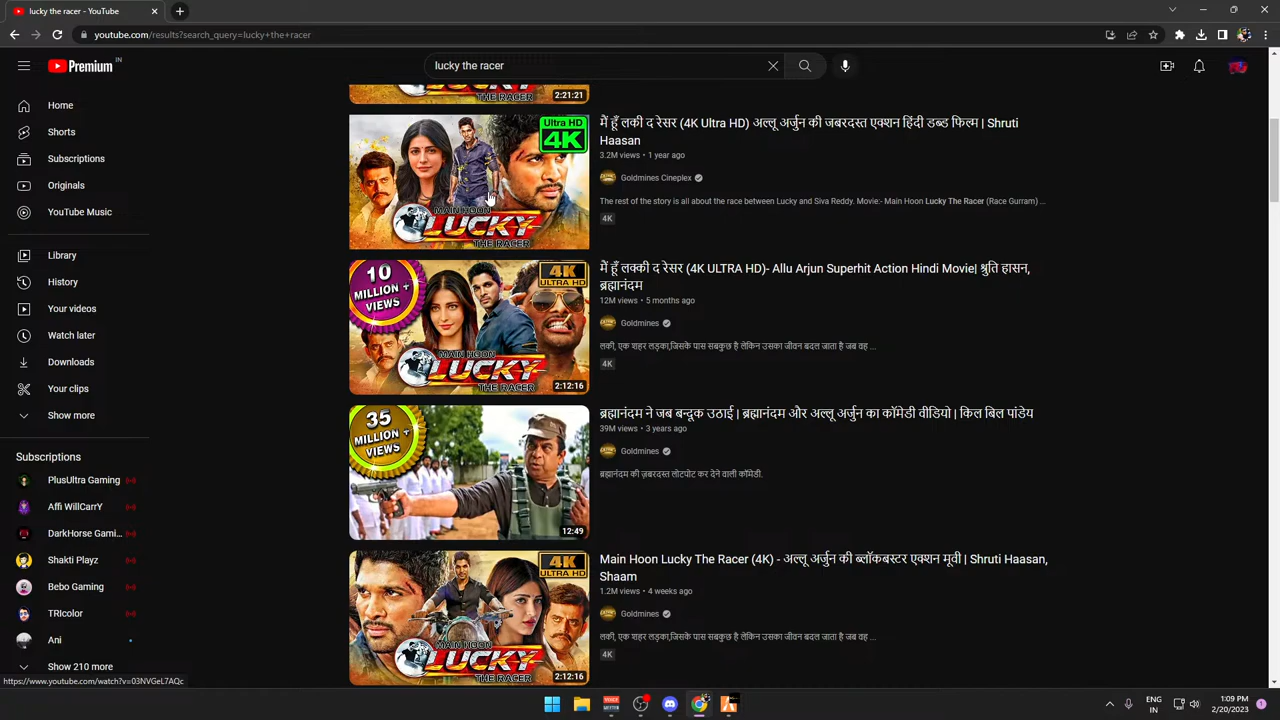 lucky the racer - YouTube
youtube.com/results?search_query=lucky+the+racer
Premium IN
lucky the racer
Home
Shorts
Subscriptions
Originals
YouTube Music
Library
History
Your videos
Watch later
Downloads
Your clips
Show more
Subscriptions
PlusUltra Gaming
Affi WillCarrY
DarkHorse Gami...
Shakti Playz
Bebo Gaming
TRIcolor
Ani
Show 210 more
THE RACER
2:21:21
Ultra HD
4K
MAIN HOON
LUCKY
THE RACER
में हूँ लकी द रेसर (4K Ultra HD) अल्लू अर्जुन की जबरदस्त एक्शन हिंदी डब्ड फिल्म | Shruti
Haasan
3.2M views • 1 year ago
Goldmines Cineplex
The rest of the story is all about the race between Lucky and Siva Reddy. Movie:- Main Hoon Lucky The Racer (Race Gurram) ...
4K
10
MILLION +
VIEWS
4K
ULTRA HD
MAIN HOON
LUCKY
THE RACER
2:12:16
में हूँ लक्की द रेसर (4K ULTRA HD)- Allu Arjun Superhit Action Hindi Movie| श्रुति हासन,
ब्रह्मानंदम
12M views • 5 months ago
Goldmines
लकी, एक शहर लड़का,जिसके पास सबकुछ है लेकिन उसका जीवन बदल जाता है जब वह ...
4K
35
MILLION +
VIEWS
12:49
ब्रह्मानंदम ने जब बन्दूक उठाई | ब्रह्मानंदम और अल्लू अर्जुन का कॉमेडी वीडियो | किल बिल पांडेय
39M views • 3 years ago
Goldmines
ब्रह्मानंदम की ज़बरदस्त लोटपोट कर देने वाली कॉमेडी.
4K
ULTRA HD
MAIN HOON
LUCKY
THE RACER
2:12:16
Main Hoon Lucky The Racer (4K) - अल्लू अर्जुन की ब्लॉकबस्टर एक्शन मूवी | Shruti Haasan,
Shaam
1.2M views • 4 weeks ago
Goldmines
लकी, एक शहर लड़का,जिसके पास सबकुछ है लेकिन उसका जीवन बदल जाता है जब वह ...
4K
https://www.youtube.com/watch?v=03NVGeL7AQc
VOICE
MEETER
ENG
IN
1:09 PM
2/20/2023
1